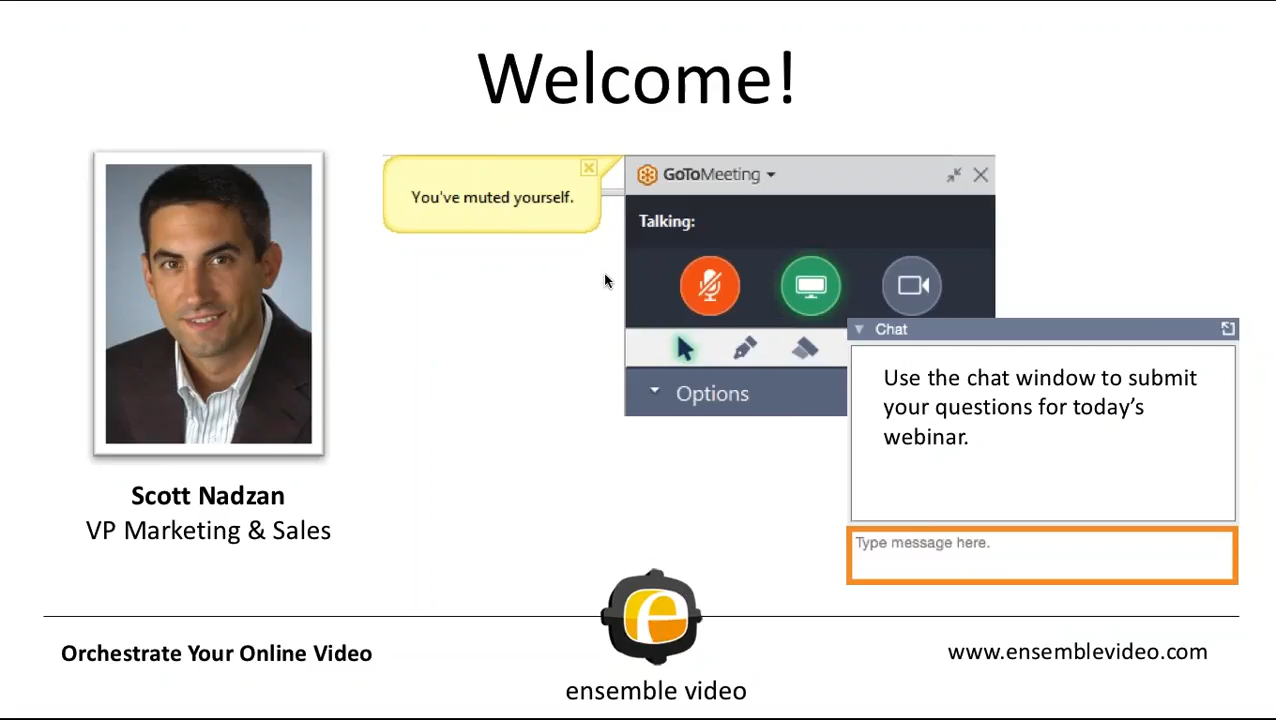 Welcome!
You've muted yourself.
GoToMeeting
Talking:
Options
Chat
Use the chat window to submit
your questions for today's
webinar.
Type message here.
Scott Nadzan
VP Marketing & Sales
e
Orchestrate Your Online Video
ensemble video
www.ensemblevideo.com